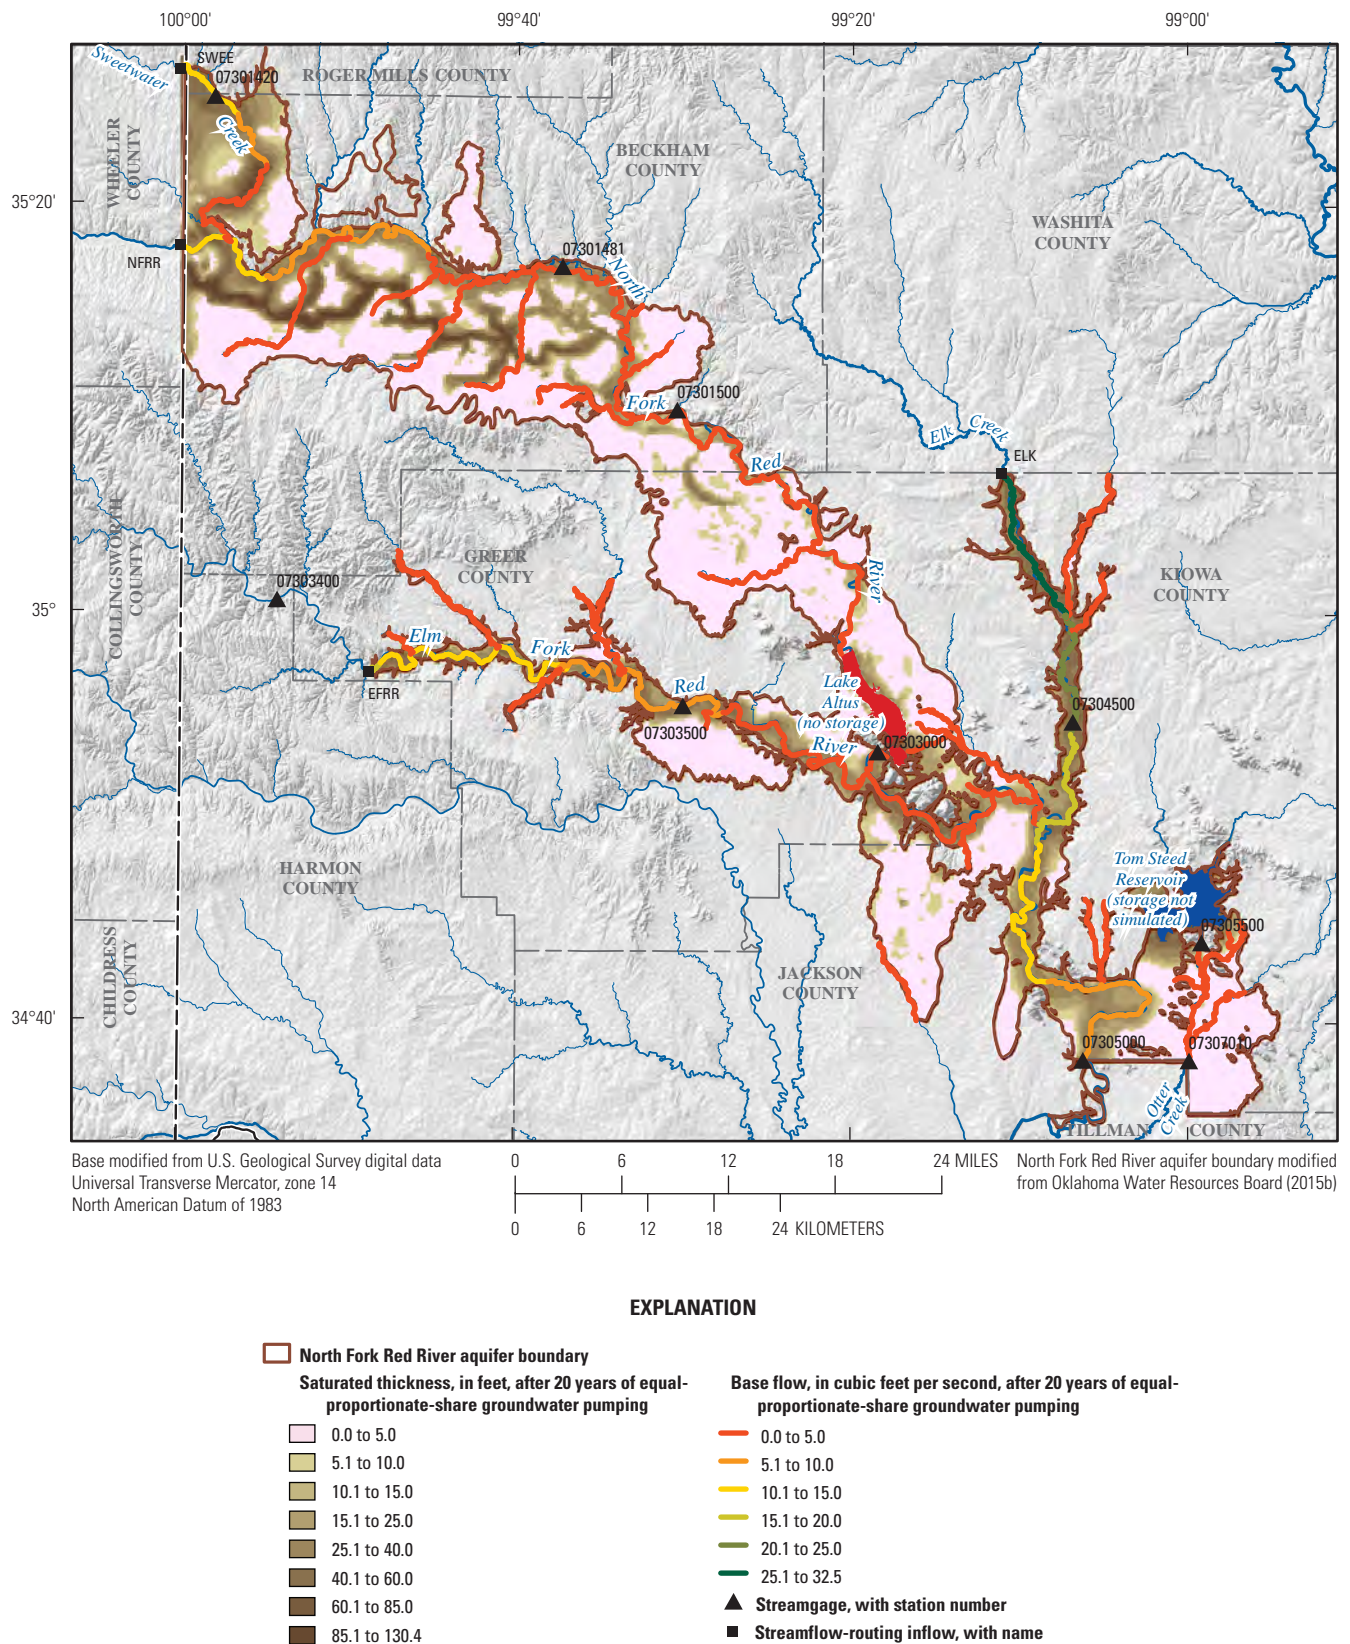 100°00'
99°40'
99°20'
99°00'
SWEE
Sweetwater
07301420
ROGER MILLS COUNTY
Creek
WHEELER
COUNTY
BECKHAM
COUNTY
35°20'
WASHITA
COUNTY
NFRR
07301481
North
07301500
Fork
Elk
Creek
Red
ELK
COLLINGSWORTH
COUNTY
GREER
COUNTY
River
KIOWA
COUNTY
07303400
35°
Elm
Fork
EFRR
Red
Lake
Altus
(no storage)
07304500
07303500
River
07303000
HARMON
COUNTY
Tom Steed
Reservoir
(storage not
simulated)
07305500
CHILDRESS
COUNTY
JACKSON
COUNTY
34°40'
07305000
07307010
Otter
Creek
TILLMAN COUNTY
Base modified from U.S. Geological Survey digital data
Universal Transverse Mercator, zone 14
North American Datum of 1983
0 6 12 18 24 MILES
0 6 12 18 24 KILOMETERS
North Fork Red River aquifer boundary modified
from Oklahoma Water Resources Board (2015b)
EXPLANATION
North Fork Red River aquifer boundary
Saturated thickness, in feet, after 20 years of equal-
proportionate-share groundwater pumping
0.0 to 5.0
5.1 to 10.0
10.1 to 15.0
15.1 to 25.0
25.1 to 40.0
40.1 to 60.0
60.1 to 85.0
85.1 to 130.4
Base flow, in cubic feet per second, after 20 years of equal-
proportionate-share groundwater pumping
0.0 to 5.0
5.1 to 10.0
10.1 to 15.0
15.1 to 20.0
20.1 to 25.0
25.1 to 32.5
Streamgage, with station number
Streamflow-routing inflow, with name